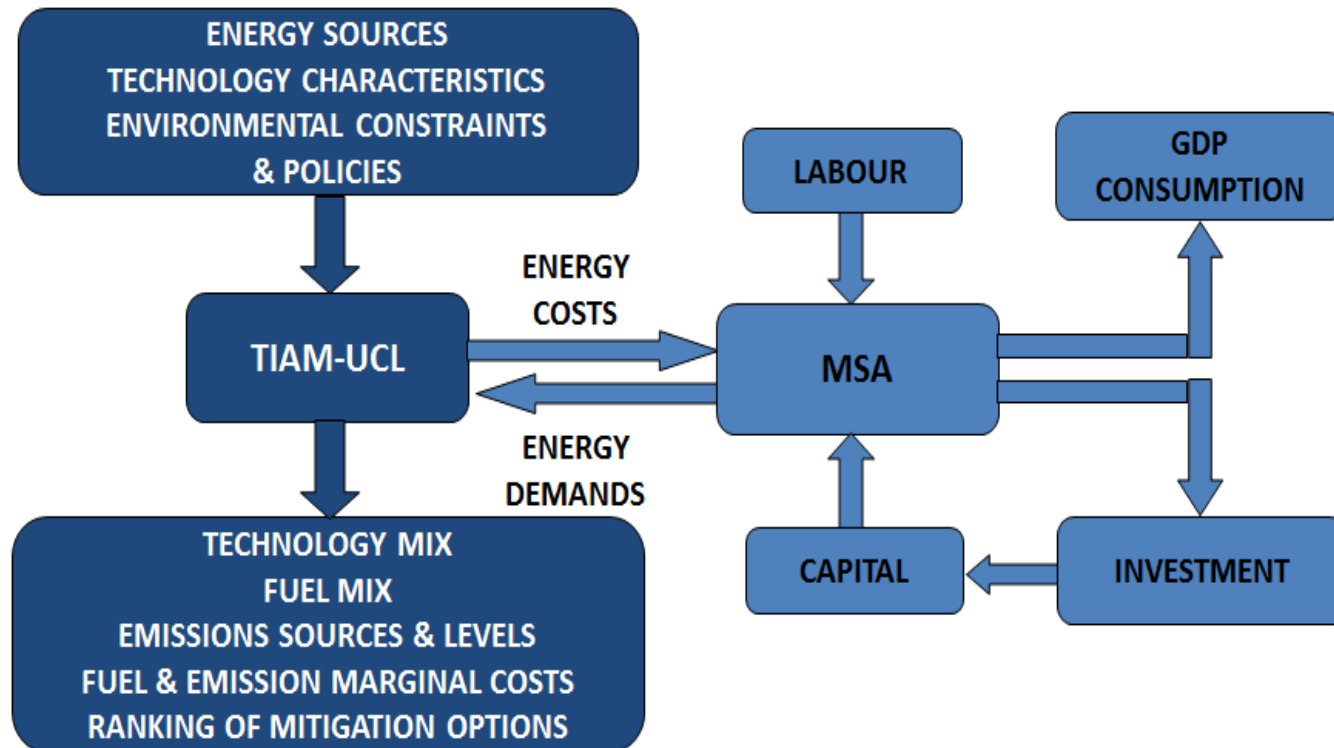 ENERGY SOURCES
TECHNOLOGY CHARACTERISTICS
ENVIRONMENTAL CONSTRAINTS
& POLICIES
LABOUR
GDP
CONSUMPTION
ENERGY
COSTS
TIAM-UCL
MSA
ENERGY
DEMANDS
TECHNOLOGY MIX
FUEL MIX
EMISSIONS SOURCES & LEVELS
FUEL & EMISSION MARGINAL COSTS
RANKING OF MITIGATION OPTIONS
CAPITAL
INVESTMENT